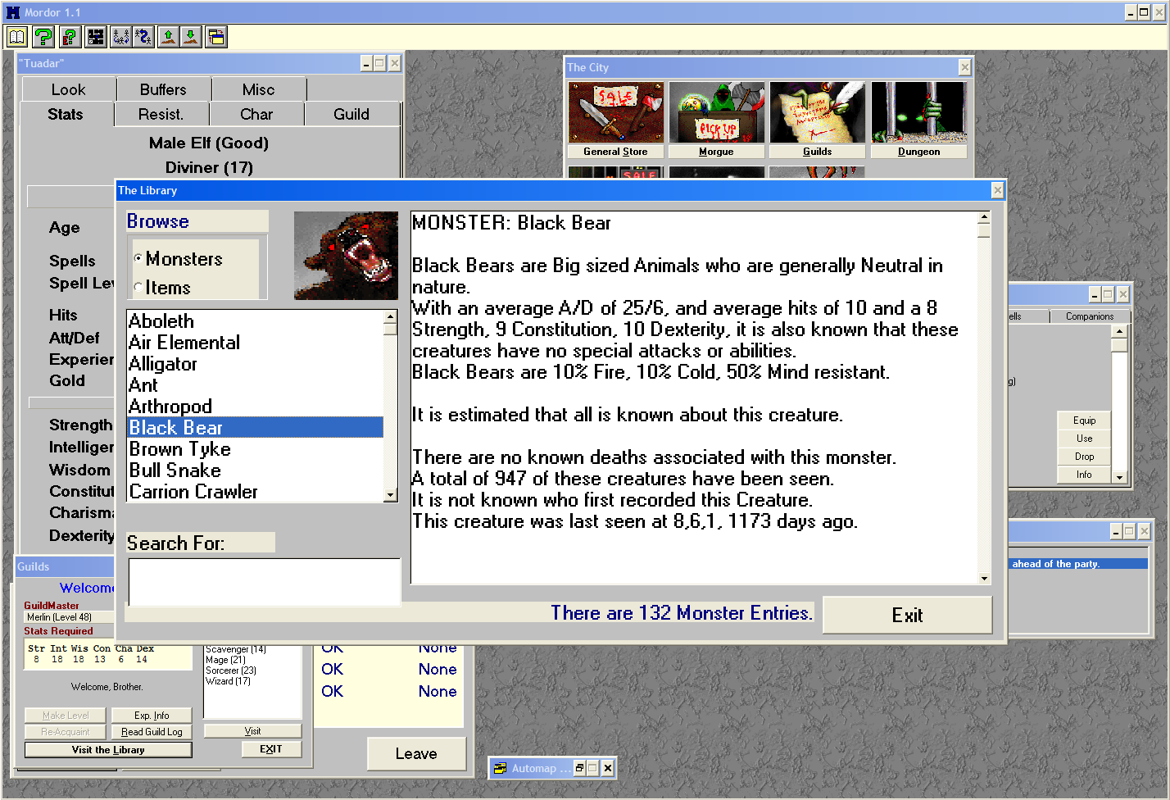 Mordor 1.1
"Tuadar"
Look Buffers Misc
Stats Resist. Char Guild
Male Elf (Good)
Diviner (17)
Age
Spells
Spell Lev
Hits
Att/Def
Experier
Gold
Strength
Intelliger
Wisdom
Constitut
Charisma
Dexterity
The City
SALE
PICK UP
General Store Morgue Guilds Dungeon
SALE
The Library
Browse
Monsters
Items
Aboleth
Air Elemental
Alligator
Ant
Arthropod
Black Bear
Brown Tyke
Bull Snake
Carrion Crawler
Search For:
MONSTER: Black Bear
Black Bears are Big sized Animals who are generally Neutral in
nature.
With an average A/D of 25/6, and average hits of 10 and a 8
Strength, 9 Constitution, 10 Dexterity, it is also known that these
creatures have no special attacks or abilities.
Black Bears are 10% Fire, 10% Cold, 50% Mind resistant.
It is estimated that all is known about this creature.
There are no known deaths associated with this monster.
A total of 947 of these creatures have been seen.
It is not known who first recorded this Creature.
This creature was last seen at 8,6,1, 1173 days ago.
There are 132 Monster Entries.
Exit
ells Companions
g)
Equip
Use
Drop
Info
ahead of the party.
Guilds
Welcome
GuildMaster
Merlin (Level 48)
Stats Required
Str Int Wis Con Cha Dex
8 18 18 13 6 14
Welcome, Brother.
Make Level Exp. Info
Re-Acquaint Read Guild Log
Visit the Library
Scavenger (14)
Mage (21)
Sorcerer (23)
Wizard (17)
Visit
EXIT
OK None
OK None
OK None
Leave
Automap ...